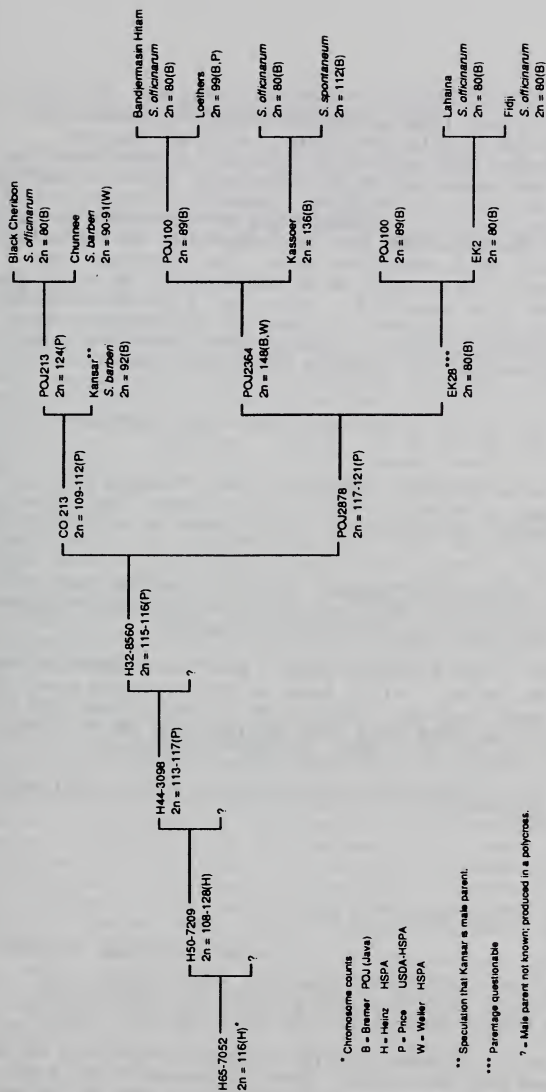 H65-7052
2n = 116(H)*
H50-7209
2n = 108-128(H)
?
H44-3098
2n = 113-117(P)
?
H32-8560
2n = 115-116(P)
?
CO 213
2n = 109-112(P)
POJ2878
2n = 117-121(P)
POJ213
2n = 124(P)
Kansar**
S. barberi
2n = 92(B)
POJ2364
2n = 148(B,W)
EK28***
2n = 80(B)
Black Cheribon
S. officinarum
2n = 80(B)
Chunnee
S. barberi
2n = 90-91(W)
POJ100
2n = 89(B)
Kassoer
2n = 136(B)
POJ100
2n = 89(B)
EK2
2n = 80(B)
Bandjermasin Hitam
S. officinarum
2n = 80(B)
Loethers
2n = 99(B,P)
S. officinarum
2n = 80(B)
S. spontaneum
2n = 112(B)
Lahaina
S. officinarum
2n = 80(B)
Fidji
S. officinarum
2n = 80(B)
* Chromosome counts
B = Bremer POJ (Java)
H = Heinz HSPA
P = Price USDA-HSPA
W = Weller HSPA
** Speculation that Kansar is male parent.
*** Parentage questionable
? = Male parent not known; produced in a polycross.